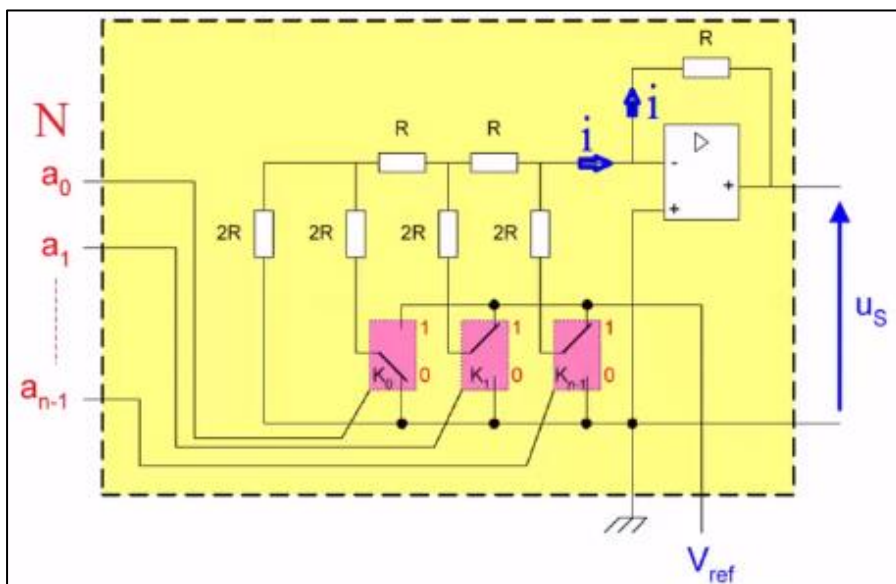 R
i
i
N
R R
a0
- +
+
2R 2R 2R 2R
a1
uS
1 1 1
K0 0 K1 0 Kn-1 0
an-1
Vref